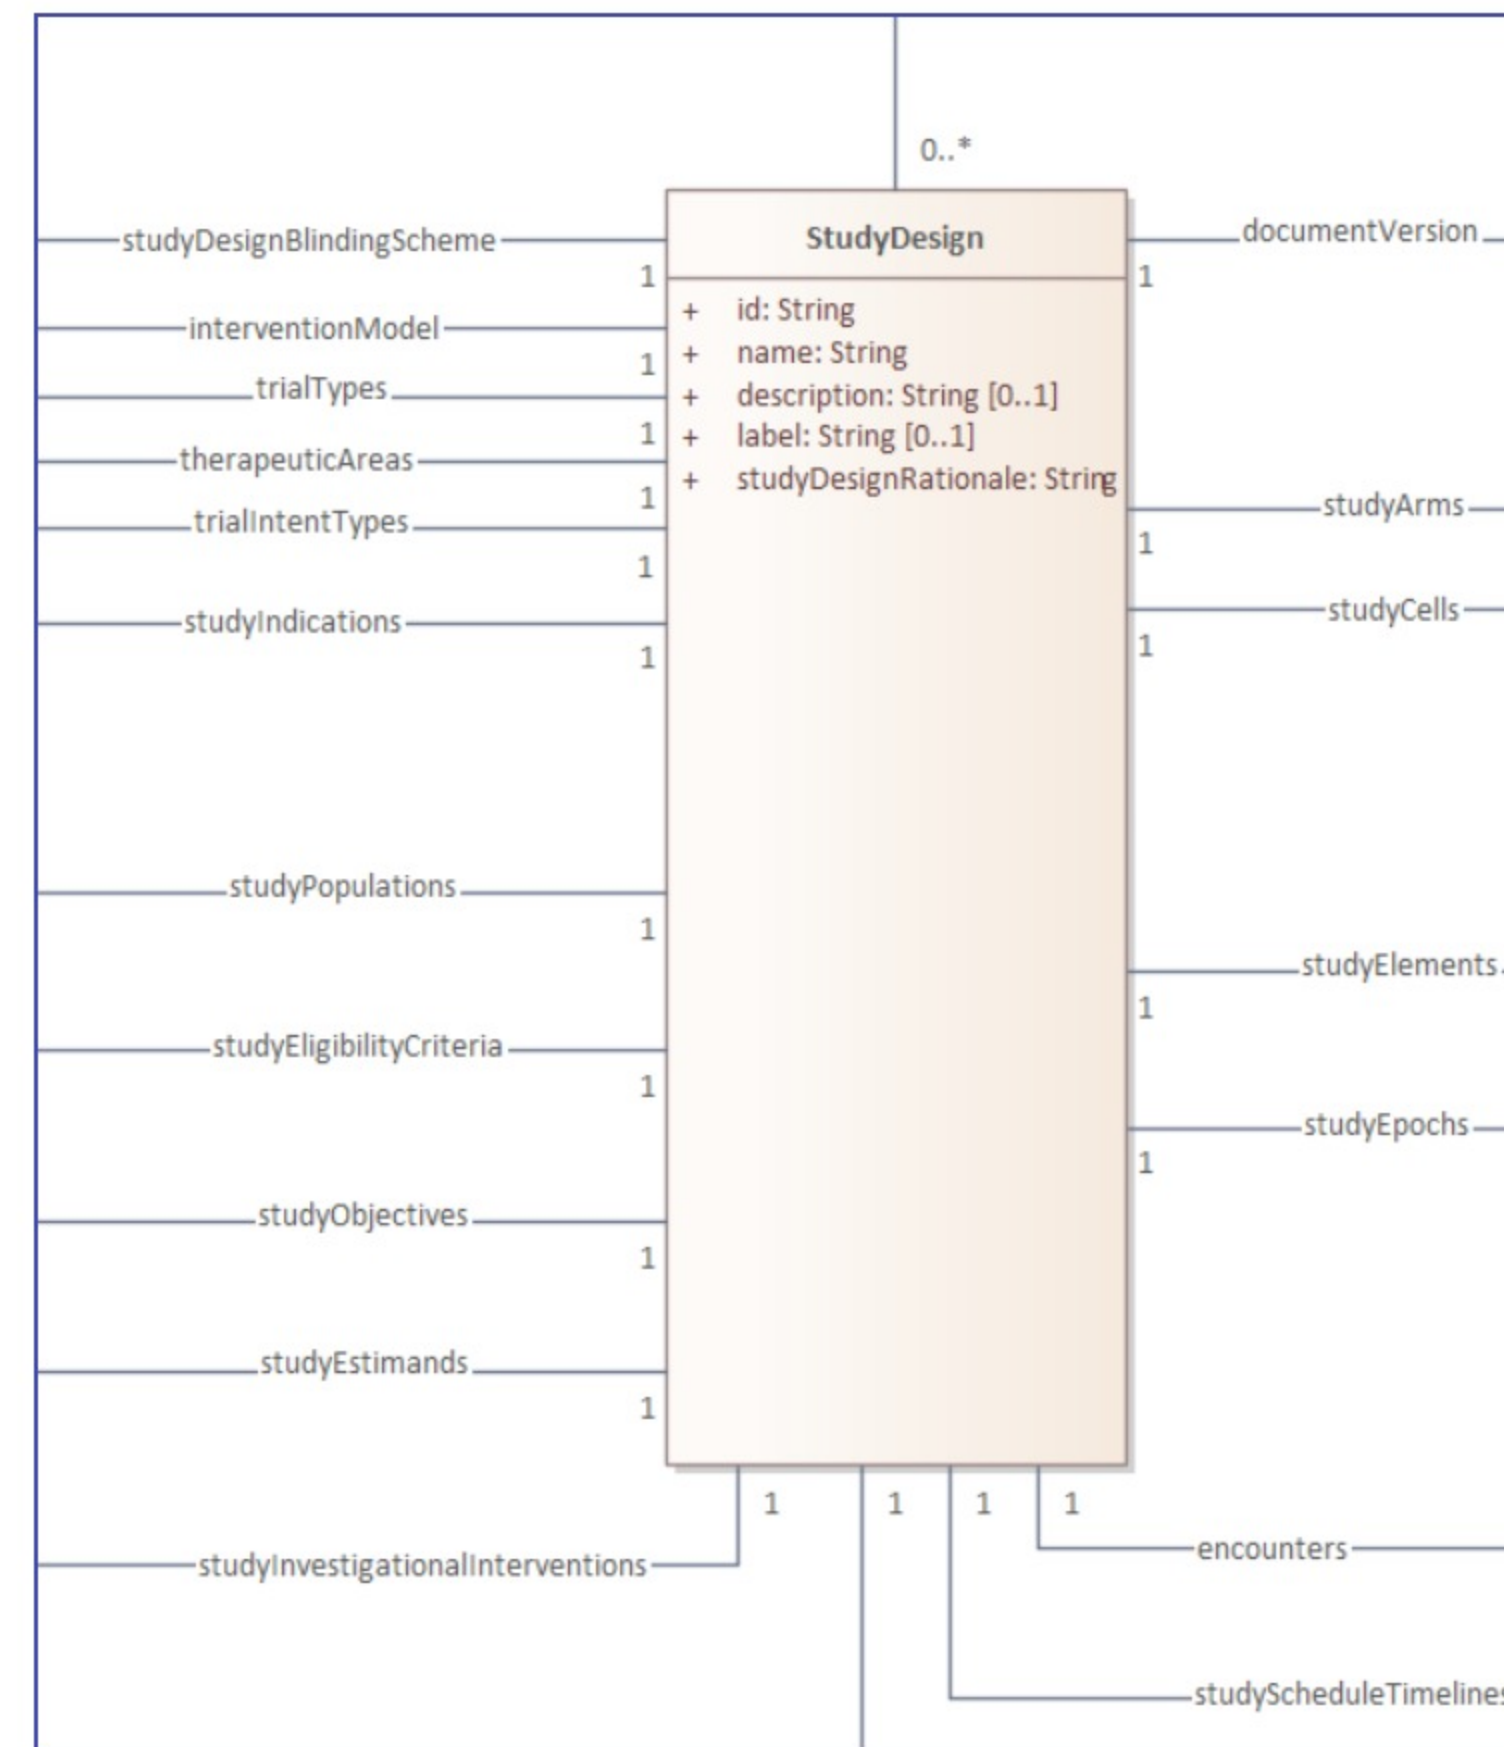 0..*
studyDesignBlindingScheme
StudyDesign
documentVersion
1
1
+ id: String
interventionModel
+ name: String
1
trialTypes
+ description: String [0..1]
1
+ label: String [0..1]
therapeuticAreas
+ studyDesignRationale: String
1
studyArms
trialIntentTypes
1
1
studyCells
studyIndications
1
1
studyPopulations
1
studyElements
1
studyEligibilityCriteria
1
studyEpochs
1
studyObjectives
1
studyEstimands
1
1 1 1 1
encounters
studyInvestigationalInterventions
studyScheduleTimelines